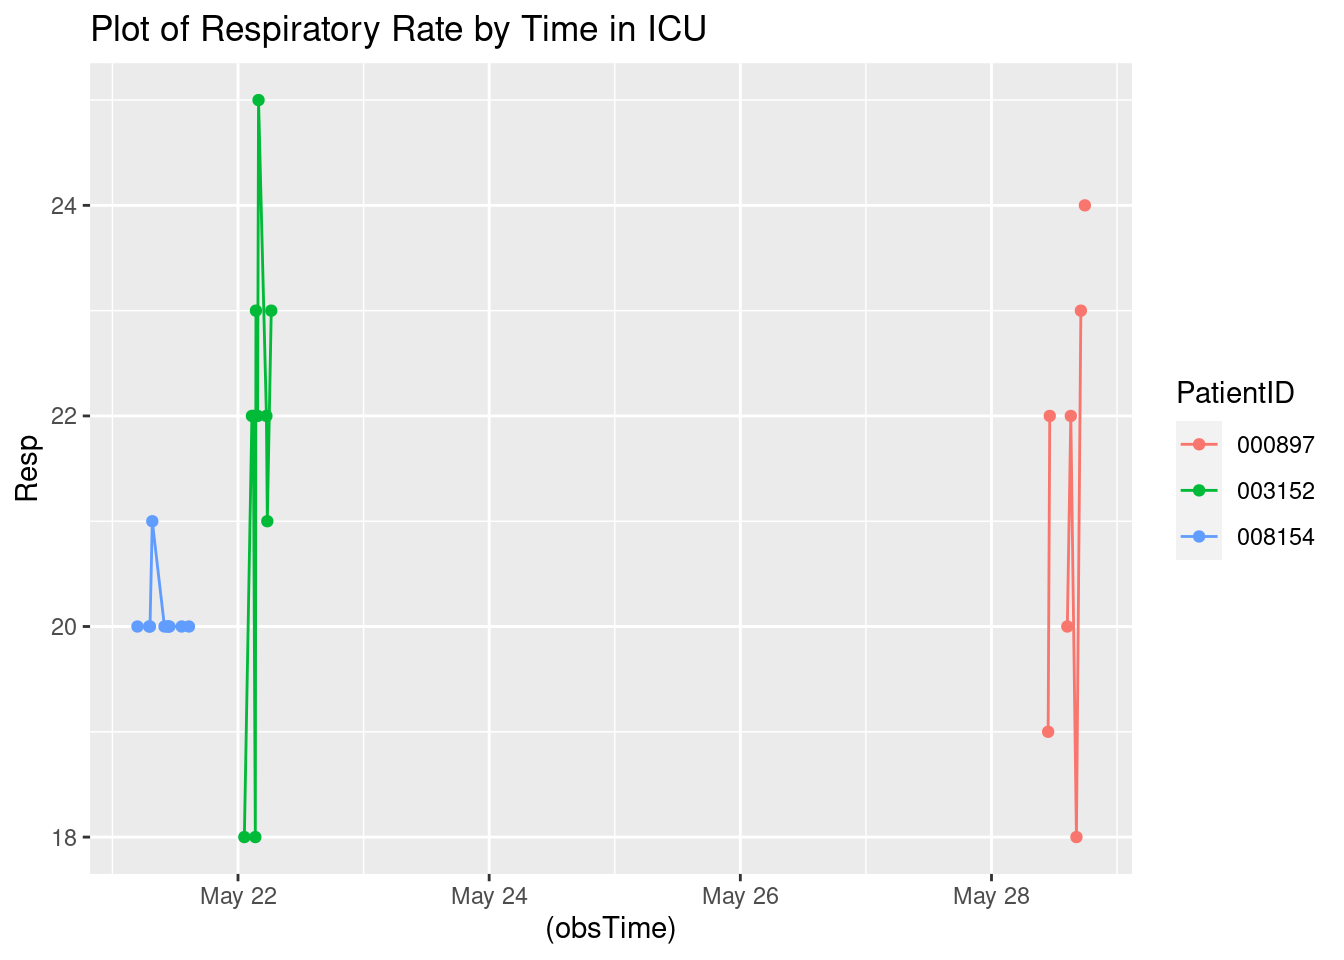 Plot of Respiratory Rate by Time in ICU
24
22
20
18
Resp
May 22
May 24
May 26
May 28
(obsTime)
PatientID
000897
003152
008154